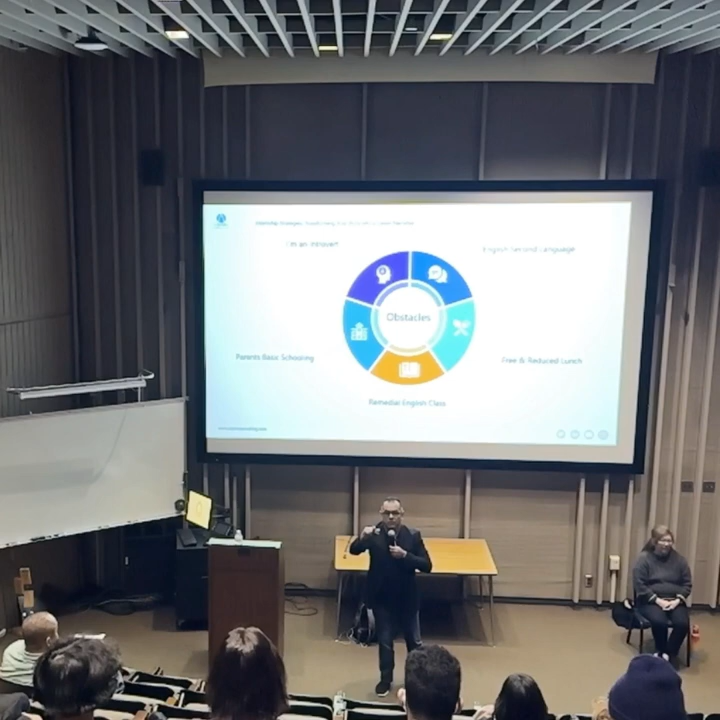 I'm an Introvert
English Second Language
Obstacles
Parents Basic Schooling
Free & Reduced Lunch
Remedial English Class